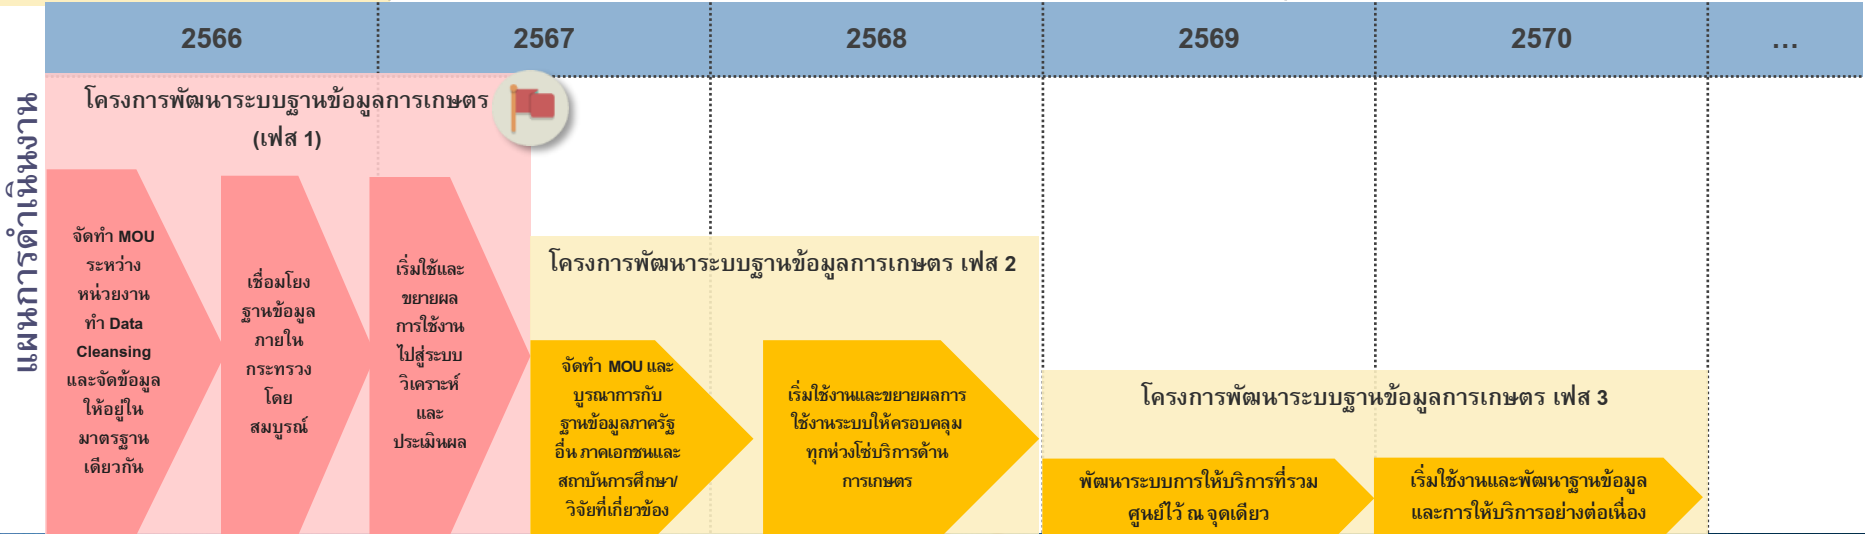 2566
2567
2568
2569
2570
...
แผนการดำเนินงาน
โครงการพัฒนาระบบฐานข้อมูลการเกษตร
(เฟส 1)
จัดทำ MOU
ระหว่าง
หน่วยงาน
ทำ Data
Cleansing
และจัดข้อมูล
ให้อยู่ใน
มาตรฐาน
เดียวกัน
เชื่อมโยง
ฐานข้อมูล
ภายใน
กระทรวง
โดย
สมบูรณ์
เริ่มใช้และ
ขยายผล
การใช้งาน
ไปสู่ระบบ
วิเคราะห์
และ
ประเมินผล
โครงการพัฒนาระบบฐานข้อมูลการเกษตร เฟส 2
จัดทำ MOU และ
บูรณาการกับ
ฐานข้อมูลภาครัฐ
อื่น ภาคเอกชนและ
สถาบันการศึกษา/
วิจัยที่เกี่ยวข้อง
เริ่มใช้งานและขยายผลการ
ใช้งานระบบให้ครอบคลุม
ทุกห่วงโซ่บริการด้าน
การเกษตร
โครงการพัฒนาระบบฐานข้อมูลการเกษตร เฟส 3
พัฒนาระบบการให้บริการที่รวม
ศูนย์ไว้ ณ จุดเดียว
เริ่มใช้งานและพัฒนาฐานข้อมูล
และการให้บริการอย่างต่อเนื่อง